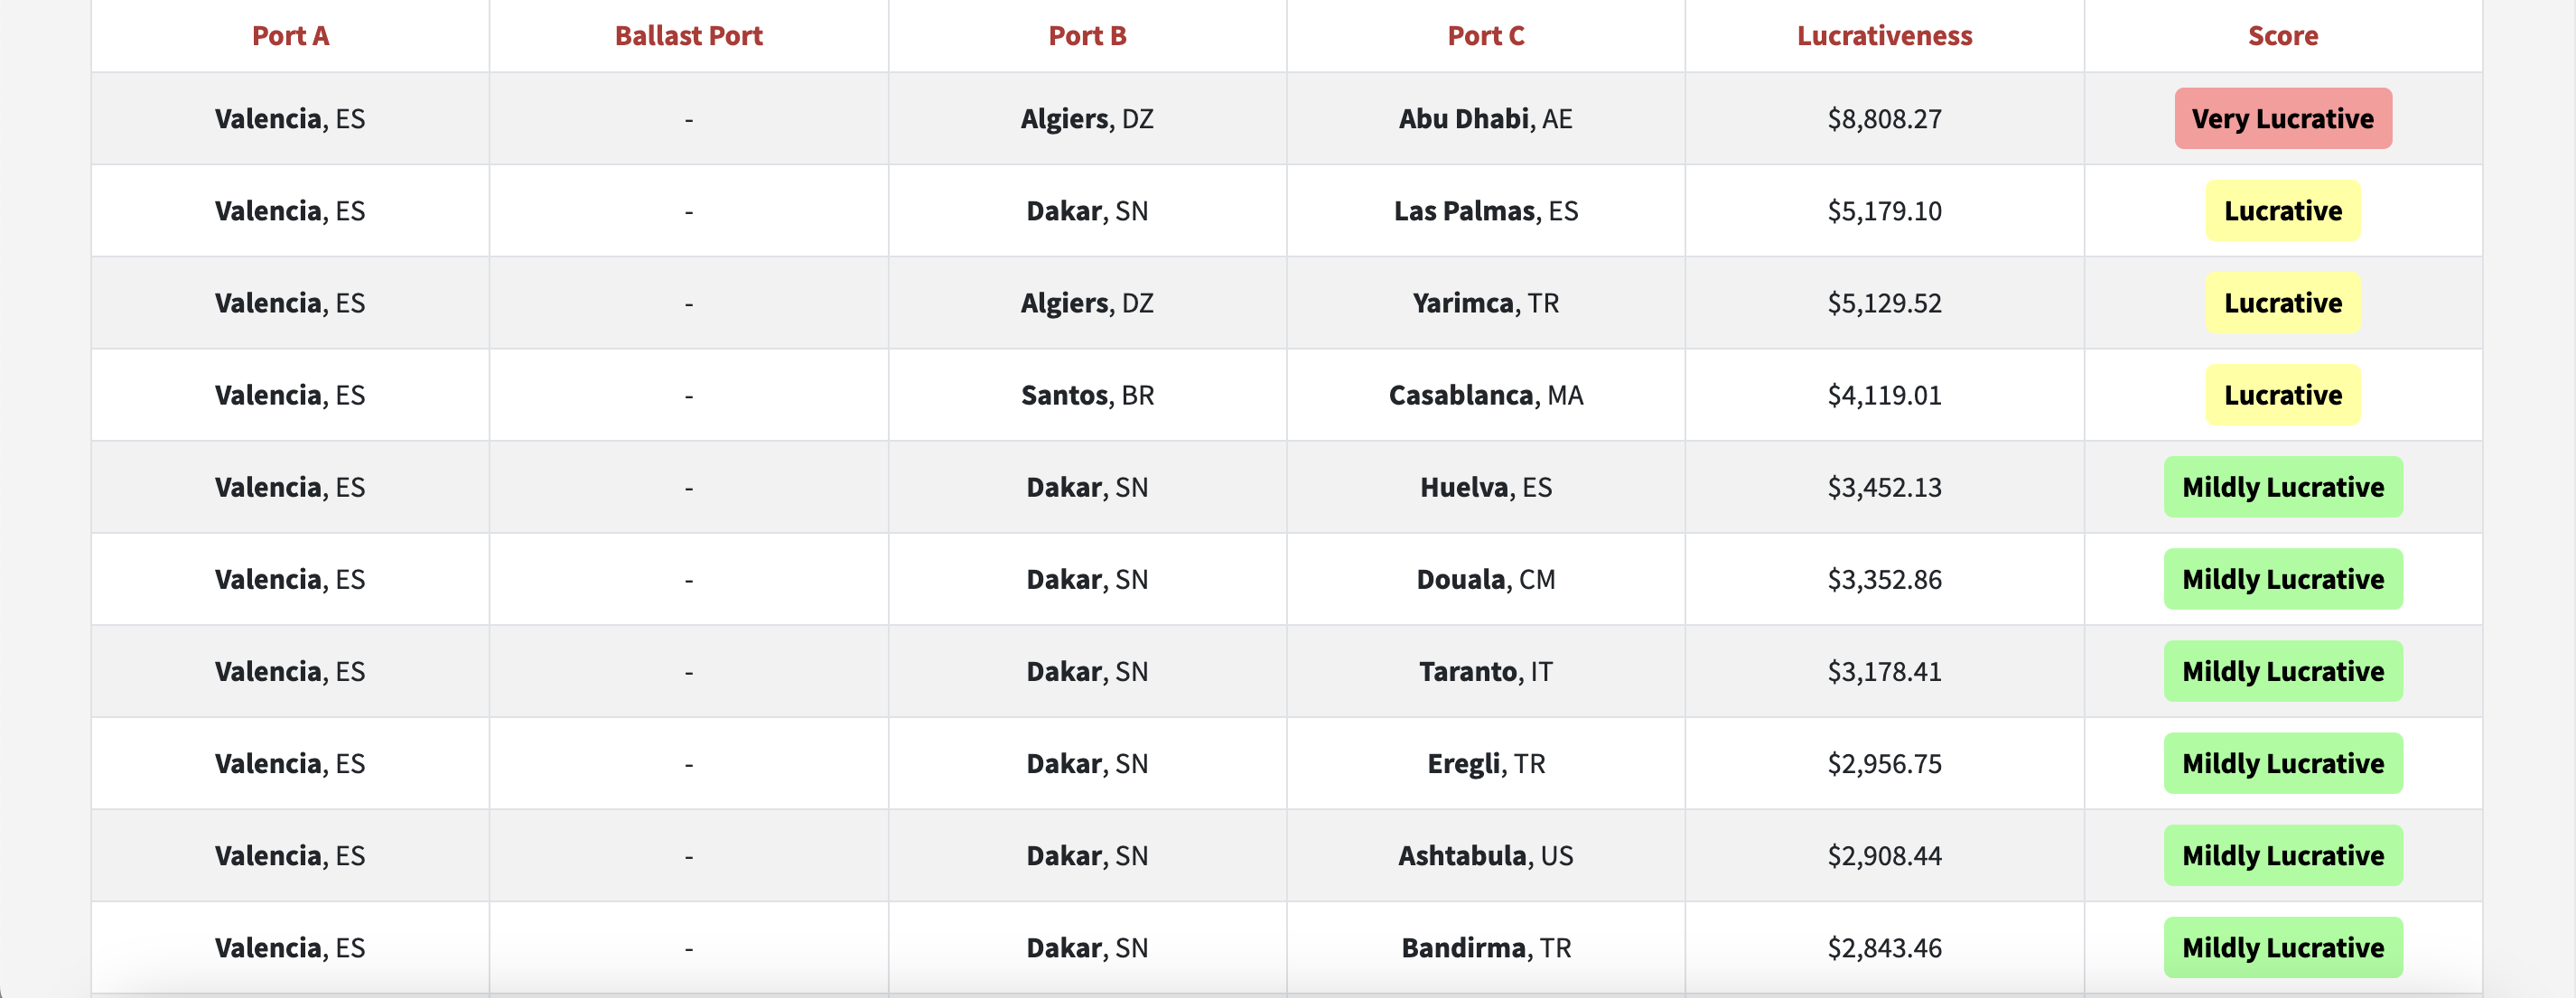 Port A Ballast Port Port B Port C Lucrativeness Score
Valencia, ES - Algiers, DZ Abu Dhabi, AE $8,808.27 Very Lucrative
Valencia, ES - Dakar, SN Las Palmas, ES $5,179.10 Lucrative
Valencia, ES - Algiers, DZ Yarimca, TR $5,129.52 Lucrative
Valencia, ES - Santos, BR Casablanca, MA $4,119.01 Lucrative
Valencia, ES - Dakar, SN Huelva, ES $3,452.13 Mildly Lucrative
Valencia, ES - Dakar, SN Douala, CM $3,352.86 Mildly Lucrative
Valencia, ES - Dakar, SN Taranto, IT $3,178.41 Mildly Lucrative
Valencia, ES - Dakar, SN Eregli, TR $2,956.75 Mildly Lucrative
Valencia, ES - Dakar, SN Ashtabula, US $2,908.44 Mildly Lucrative
Valencia, ES - Dakar, SN Bandirma, TR $2,843.46 Mildly Lucrative